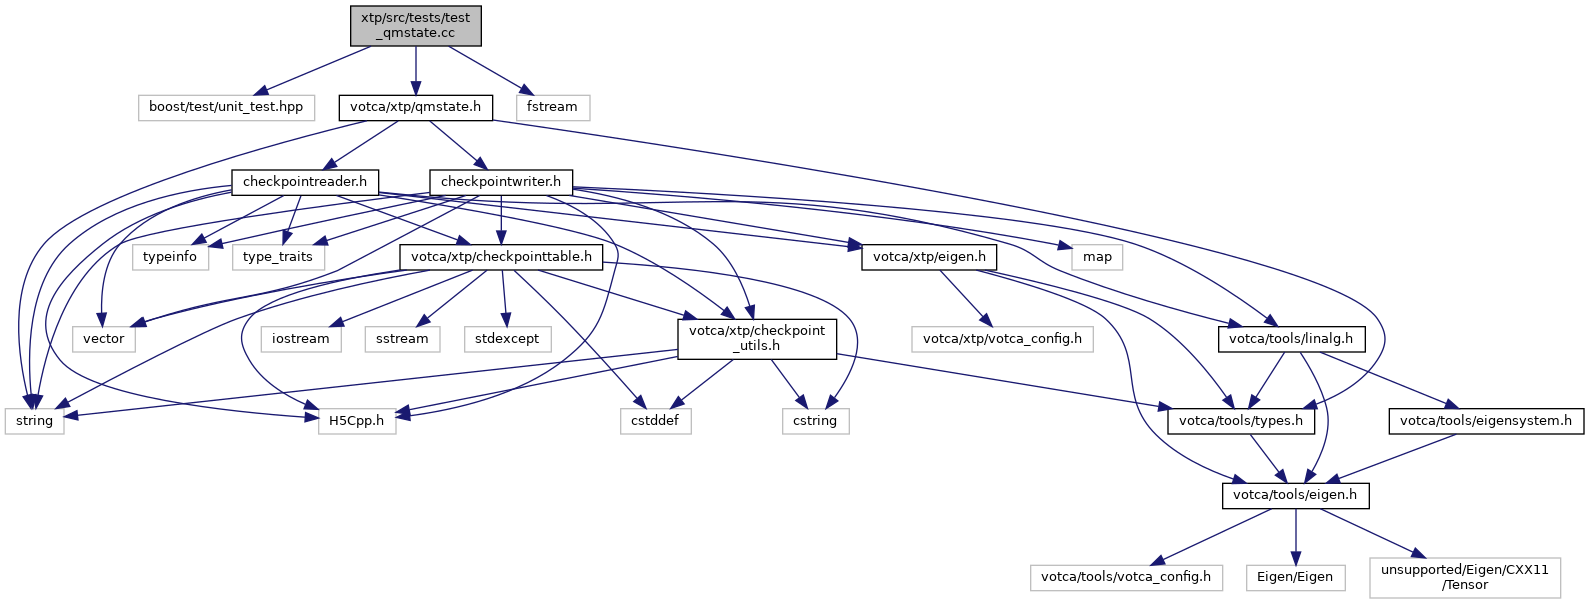 xtp/src/tests/test
_qmstate.cc
boost/test/unit_test.hpp
votca/xtp/qmstate.h
fstream
checkpointreader.h
checkpointwriter.h
typeinfo
type_traits
votca/xtp/checkpointtable.h
votca/xtp/eigen.h
map
vector
iostream
sstream
stdexcept
votca/xtp/checkpoint
_utils.h
votca/xtp/votca_config.h
votca/tools/linalg.h
string
H5Cpp.h
cstddef
cstring
votca/tools/types.h
votca/tools/eigensystem.h
votca/tools/eigen.h
votca/tools/votca_config.h
Eigen/Eigen
unsupported/Eigen/CXX11
/Tensor